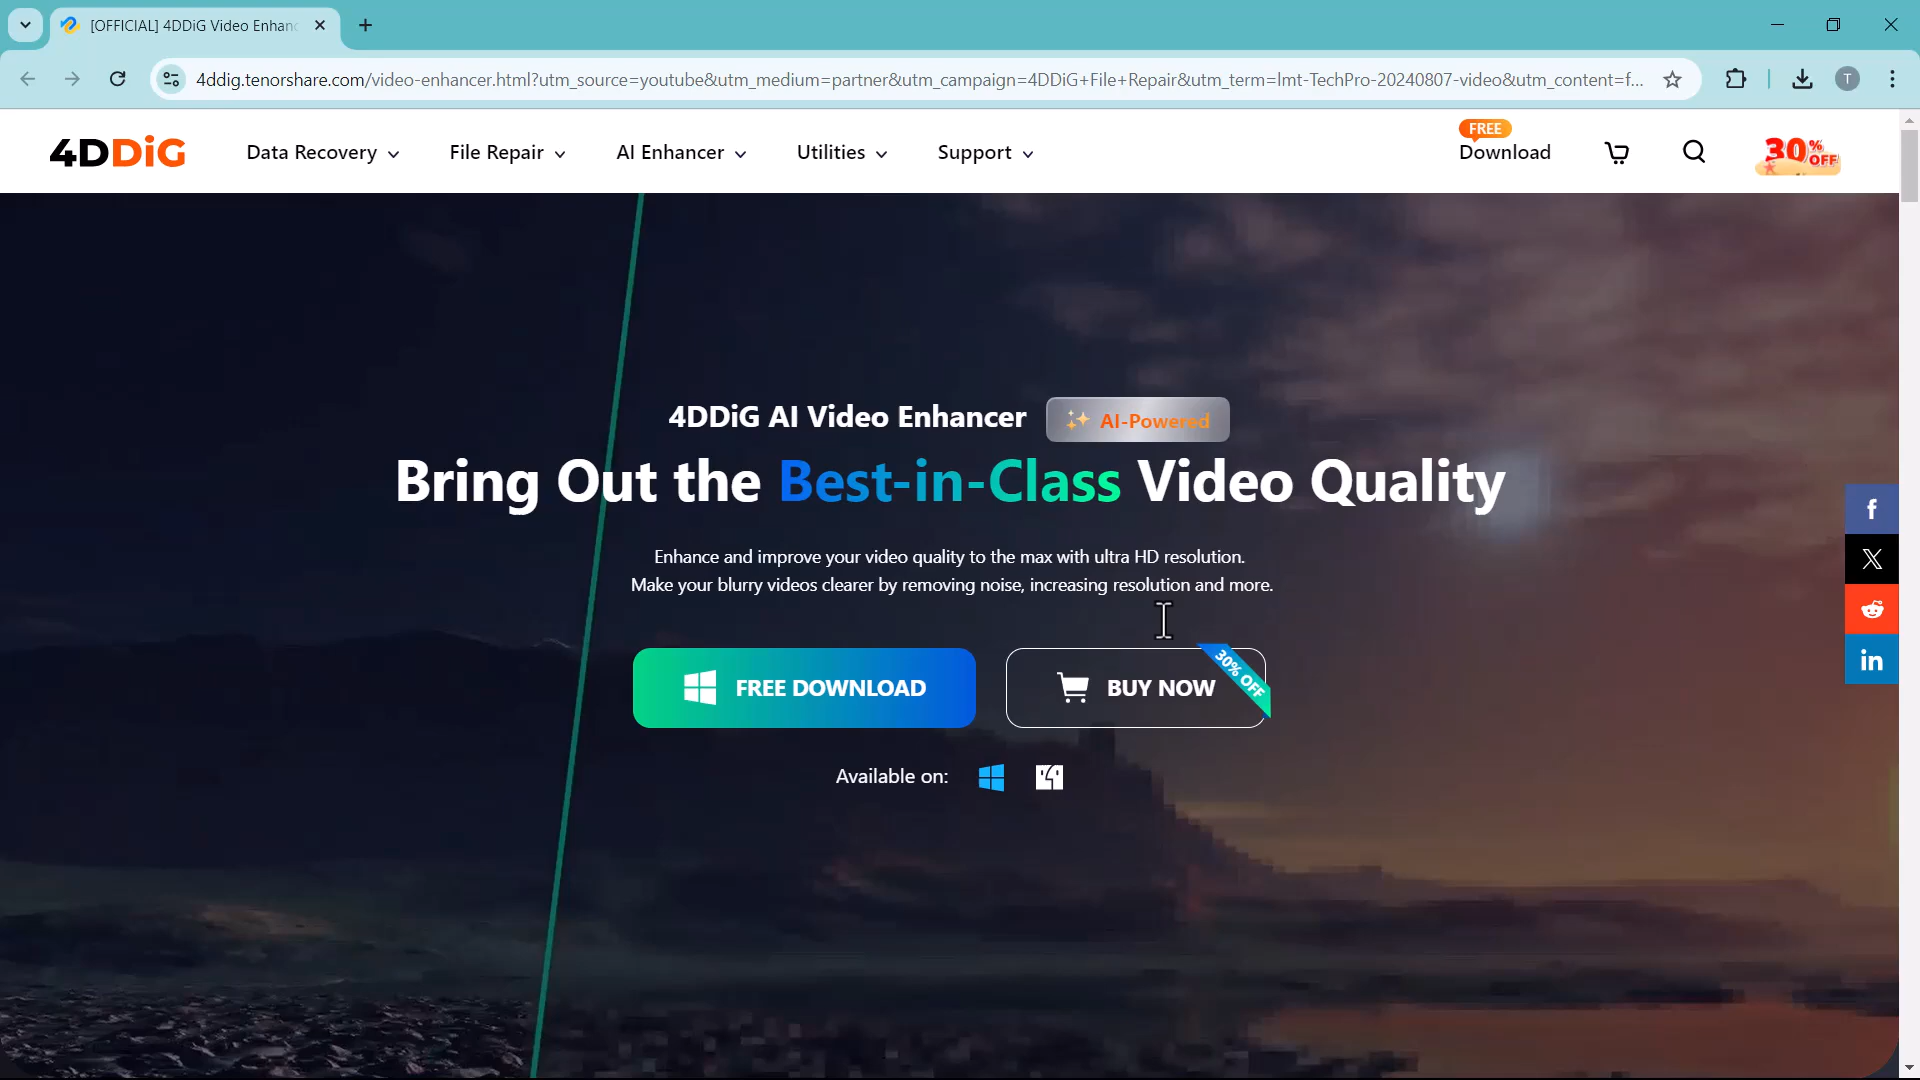 [OFFICIAL] 4DDiG Video Enhanc
4ddig.tenorshare.com/video-enhancer.html?utm_source=youtube&utm_medium=partner&utm_campaign=4DDiG+File+Repair&utm_term=lmt-TechPro-20240807-video&utm_content=f...
T
4DDiG
Data Recovery
File Repair
AI Enhancer
Utilities
Support
FREE
Download
30% OFF
4DDiG AI Video Enhancer
AI-Powered
Bring Out the Best-in-Class Video Quality
Enhance and improve your video quality to the max with ultra HD resolution.
Make your blurry videos clearer by removing noise, increasing resolution and more.
FREE DOWNLOAD
BUY NOW
30% OFF
Available on:
f
X
in